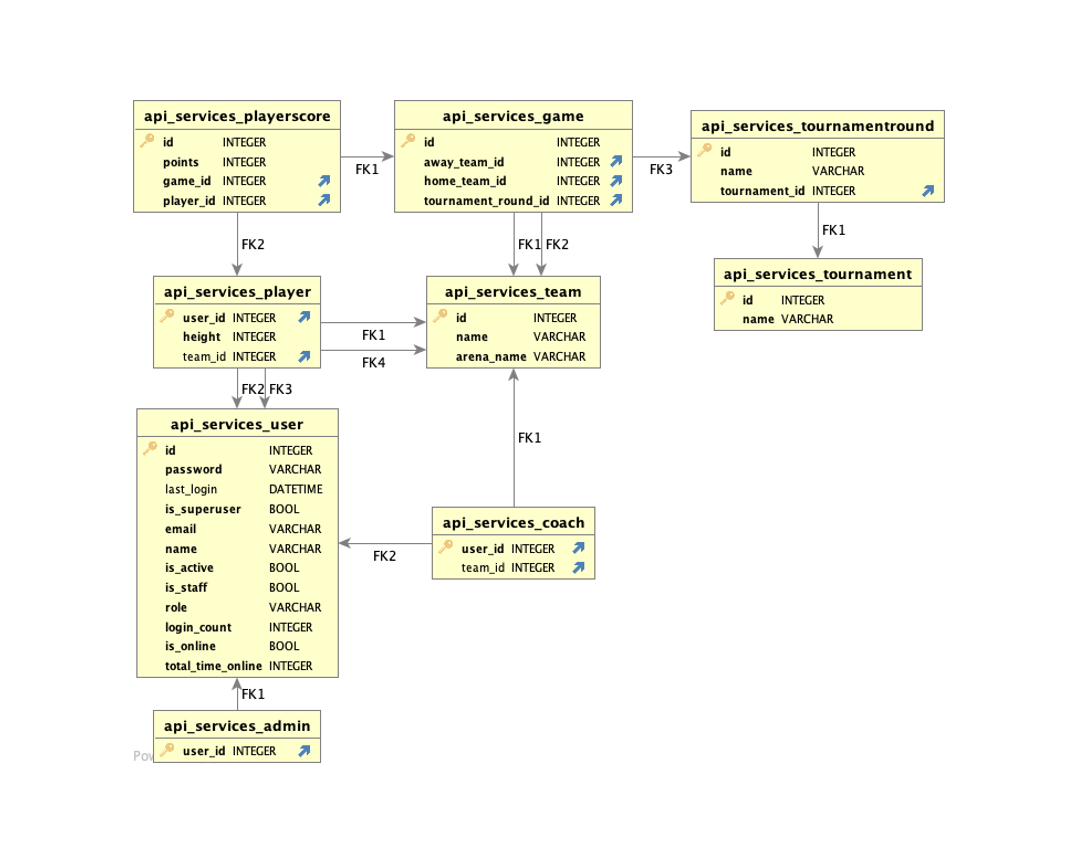 api_services_playerscore
id INTEGER
points INTEGER
game_id INTEGER
player_id INTEGER
FK1
api_services_game
id INTEGER
away_team_id INTEGER
home_team_id INTEGER
tournament_round_id INTEGER
FK3
api_services_tournamentround
id INTEGER
name VARCHAR
tournament_id INTEGER
FK2
FK1 FK2
FK1
api_services_player
user_id INTEGER
height INTEGER
team_id INTEGER
FK1
FK4
api_services_team
id INTEGER
name VARCHAR
arena_name VARCHAR
api_services_tournament
id INTEGER
name VARCHAR
FK2 FK3
api_services_user
id INTEGER
password VARCHAR
last_login DATETIME
is_superuser BOOL
email VARCHAR
name VARCHAR
is_active BOOL
is_staff BOOL
role VARCHAR
login_count INTEGER
is_online BOOL
total_time_online INTEGER
FK1
FK2
api_services_coach
user_id INTEGER
team_id INTEGER
FK1
api_services_admin
user_id INTEGER